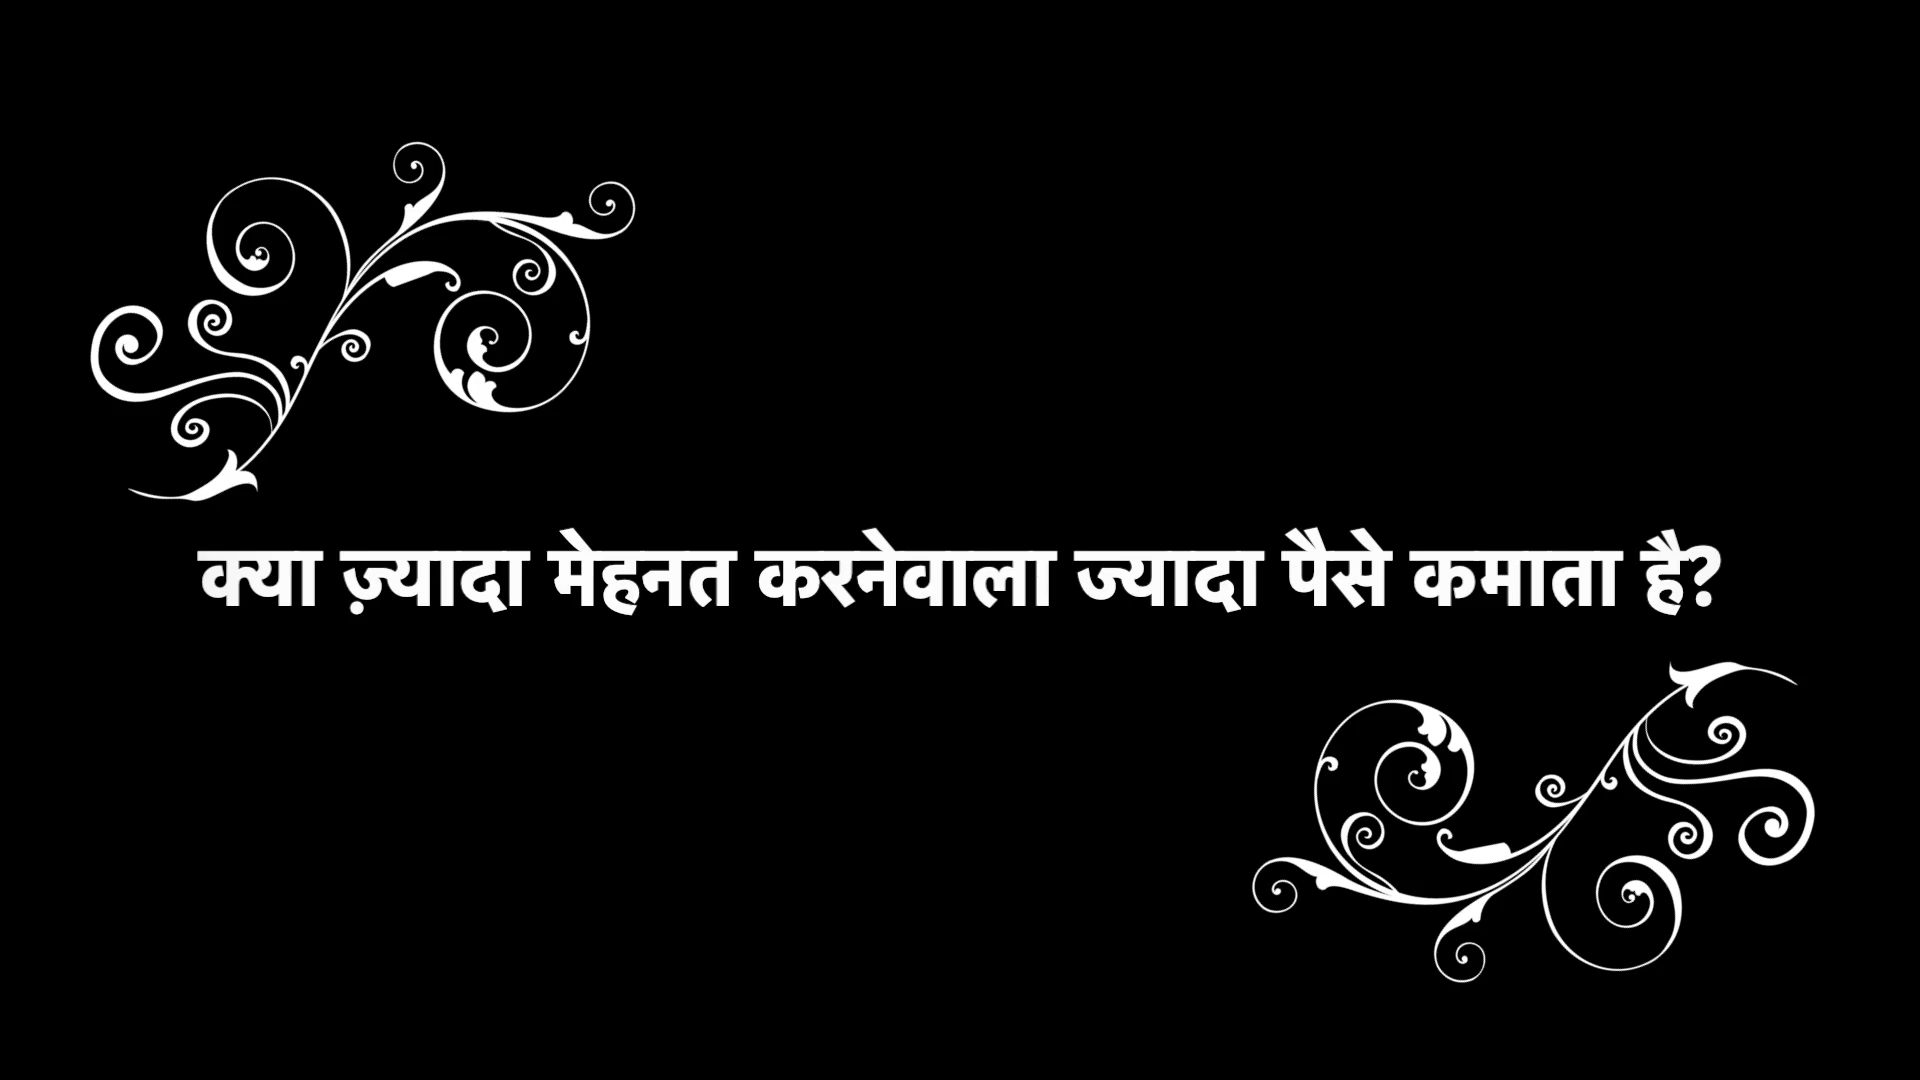 क्या ज़्यादा मेहनत करनेवाला ज्यादा पैसे कमाता है?